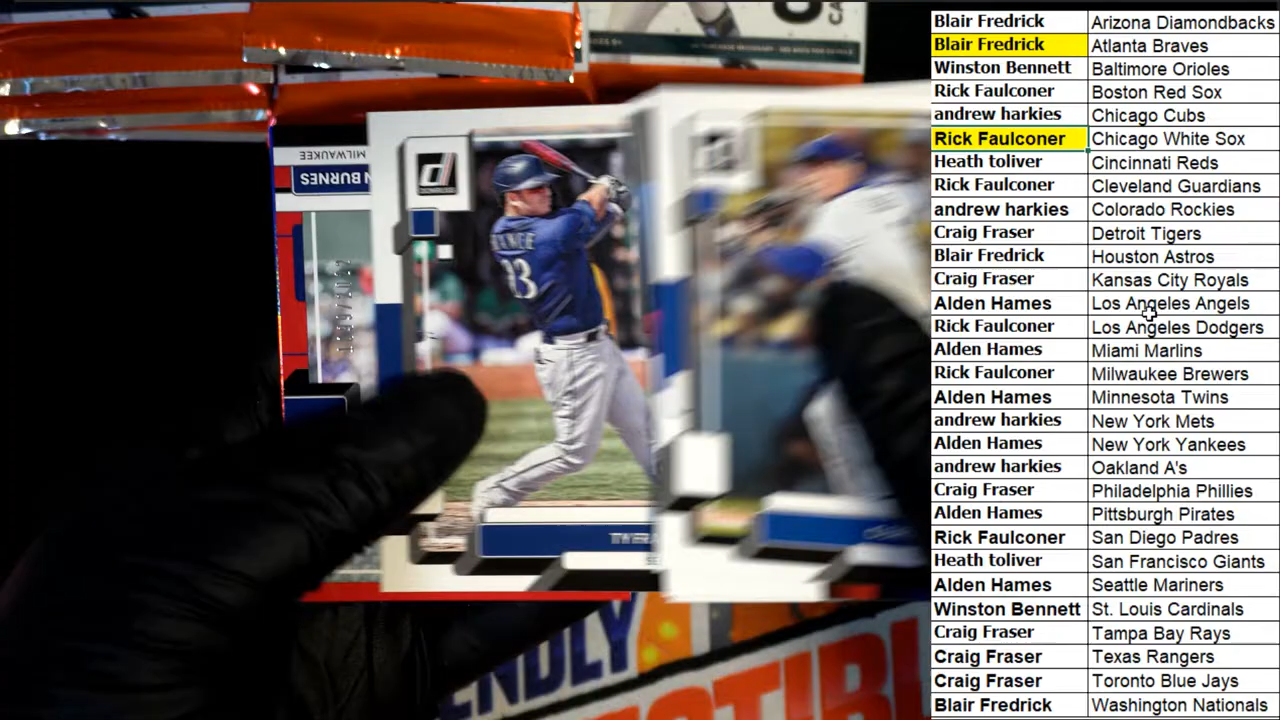 MILWAUKEE
N BURNES
DONRUSS
23
TY FRA
SE
ENDLY
Blair Fredrick Arizona Diamondbacks
Blair Fredrick Atlanta Braves
Winston Bennett Baltimore Orioles
Rick Faulconer Boston Red Sox
andrew harkies Chicago Cubs
Rick Faulconer Chicago White Sox
Heath toliver Cincinnati Reds
Rick Faulconer Cleveland Guardians
andrew harkies Colorado Rockies
Craig Fraser Detroit Tigers
Blair Fredrick Houston Astros
Craig Fraser Kansas City Royals
Alden Hames Los Angeles Angels
Rick Faulconer Los Angeles Dodgers
Alden Hames Miami Marlins
Rick Faulconer Milwaukee Brewers
Alden Hames Minnesota Twins
andrew harkies New York Mets
Alden Hames New York Yankees
andrew harkies Oakland A's
Craig Fraser Philadelphia Phillies
Alden Hames Pittsburgh Pirates
Rick Faulconer San Diego Padres
Heath toliver San Francisco Giants
Alden Hames Seattle Mariners
Winston Bennett St. Louis Cardinals
Craig Fraser Tampa Bay Rays
Craig Fraser Texas Rangers
Craig Fraser Toronto Blue Jays
Blair Fredrick Washington Nationals